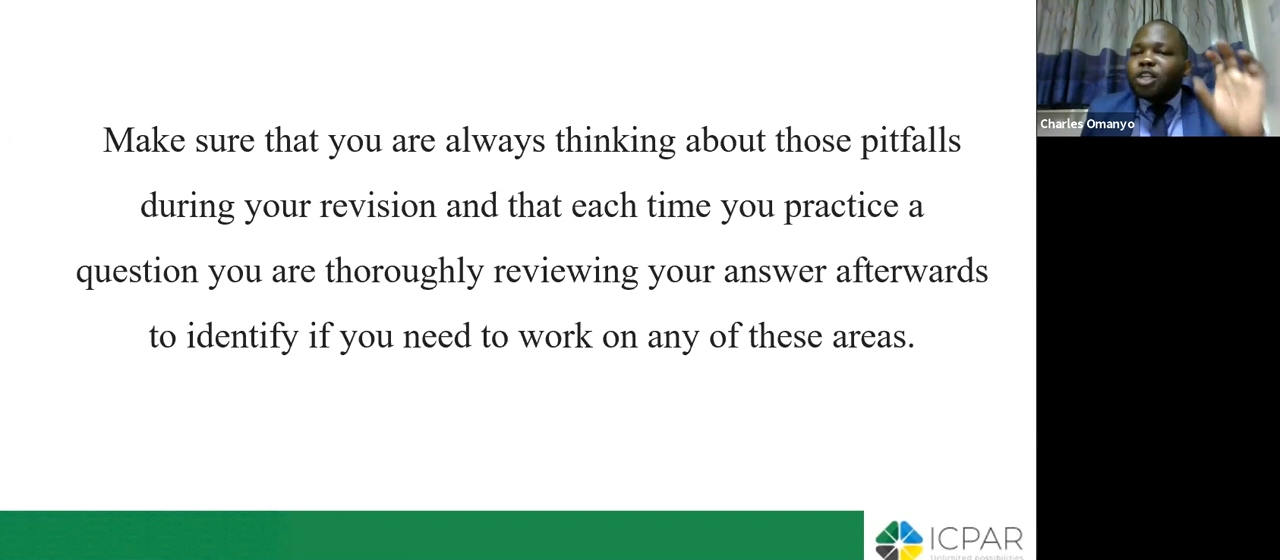 Make sure that you are always thinking about those pitfalls
during your revision and that each time you practice a
question you are thoroughly reviewing your answer afterwards
to identify if you need to work on any of these areas.
Charles Omanyo
ICPAR
Unlimited possibilities